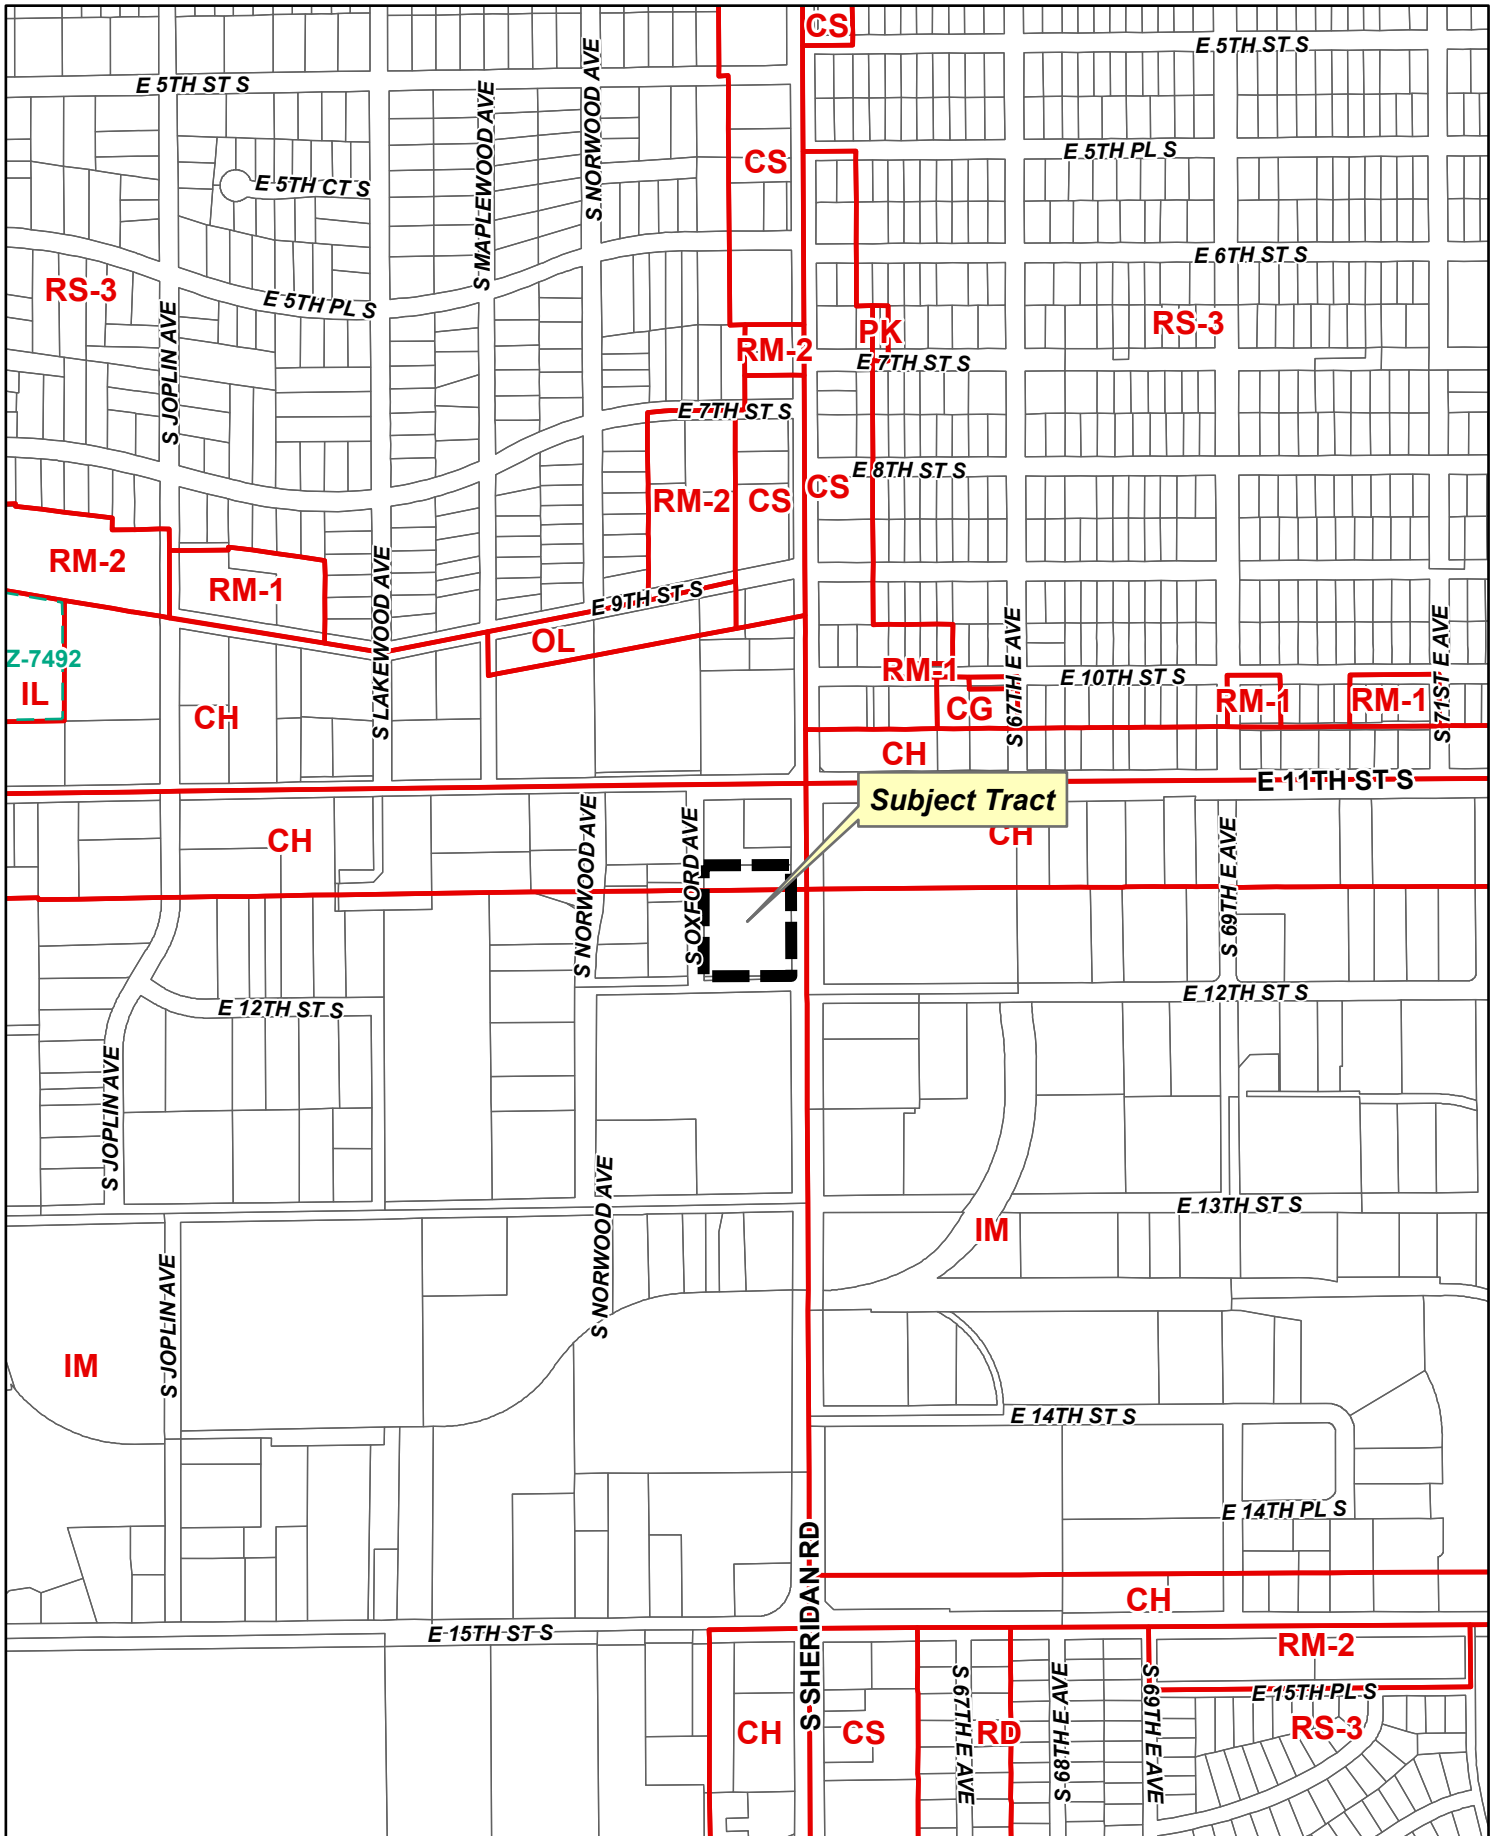 CS
E 5TH ST S
E 5TH ST S
S NORWOOD AVE
S MAPLEWOOD AVE
E 5TH PL S
CS
E 5TH CT S
E 6TH ST S
RS-3
E 5TH PL S
S JOPLIN AVE
RS-3
PK
RM-2
E 7TH ST S
E 7TH ST S
E 8TH ST S
RM-2
CS
CS
RM-2
RM-1
S LAKEWOOD AVE
E 9TH ST S
OL
Z-7492
IL
CH
RM-1
S 67TH E AVE
E 10TH ST S
CG
RM-1
RM-1
S 71ST E AVE
CH
E 11TH ST S
Subject Tract
CH
CH
S NORWOOD AVE
S OXFORD AVE
S 69TH E AVE
E 12TH ST S
E 12TH ST S
S JOPLIN AVE
S NORWOOD AVE
E 13TH ST S
IM
S JOPLIN AVE
IM
E 14TH ST S
E 14TH PL S
S SHERIDAN RD
CH
E 15TH ST S
RM-2
E 15TH PL S
CH
CS
S 67TH E AVE
RD
S 68TH E AVE
S 69TH E AVE
RS-3